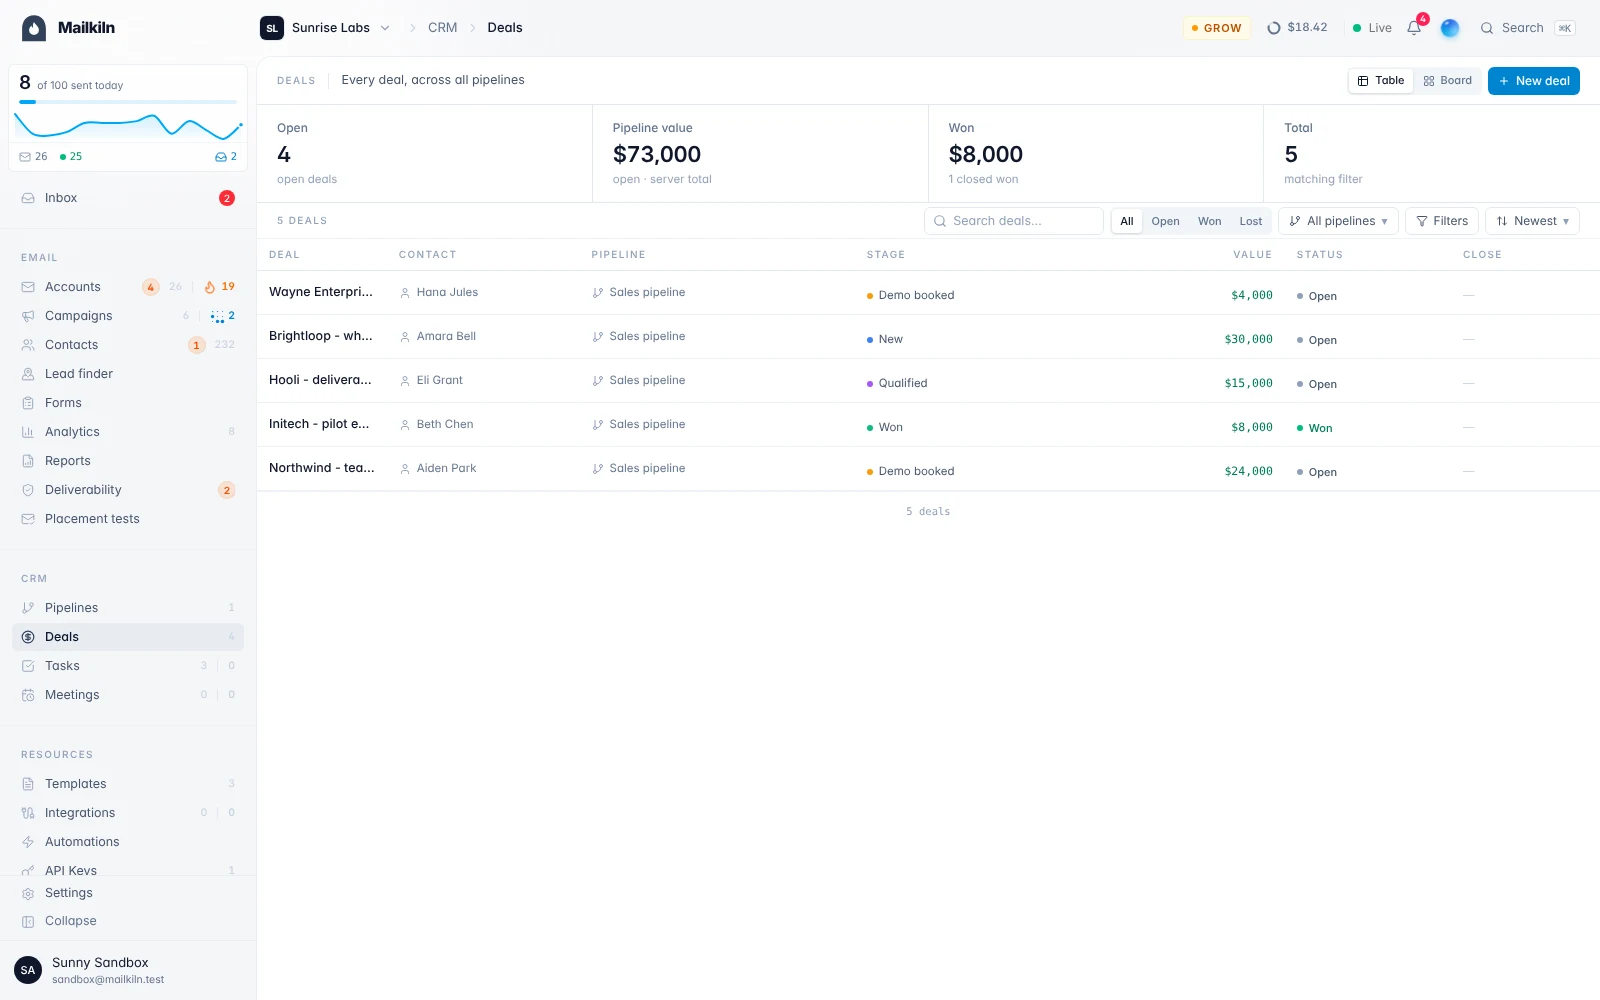 Mailkiln
SL Sunrise Labs CRM Deals
GROW $18.42 Live 4 Search ⌘K
8 of 100 sent today
26 25 2
Inbox 2
EMAIL
Accounts 4 26 19
Campaigns 6 2
Contacts 1 232
Lead finder
Forms
Analytics 8
Reports
Deliverability 2
Placement tests
CRM
Pipelines 1
Deals 4
Tasks 3 0
Meetings 0 0
RESOURCES
Templates 3
Integrations 0 0
Automations
API Keys 1
Settings
Collapse
SA Sunny Sandbox
sandbox@mailkiln.test
DEALS Every deal, across all pipelines
Table Board + New deal
Open
4
open deals
Pipeline value
$73,000
open · server total
Won
$8,000
1 closed won
Total
5
matching filter
5 DEALS Search deals... All Open Won Lost All pipelines Filters Newest
DEAL CONTACT PIPELINE STAGE VALUE STATUS CLOSE
Wayne Enterpri... Hana Jules Sales pipeline Demo booked $4,000 Open —
Brightloop - wh... Amara Bell Sales pipeline New $30,000 Open —
Hooli - delivera... Eli Grant Sales pipeline Qualified $15,000 Open —
Initech - pilot e... Beth Chen Sales pipeline Won $8,000 Won —
Northwind - tea... Aiden Park Sales pipeline Demo booked $24,000 Open —
5 deals